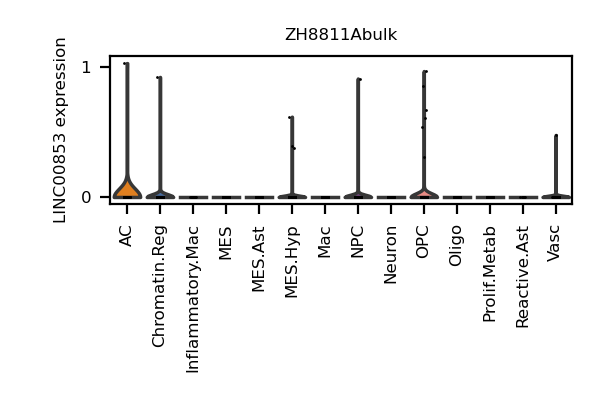 ZH8811Abulk
LINC00853 expression
1
0
AC
Chromatin.Reg
Inflammatory.Mac
MES
MES.Ast
MES.Hyp
Mac
NPC
Neuron
OPC
Oligo
Prolif.Metab
Reactive.Ast
Vasc